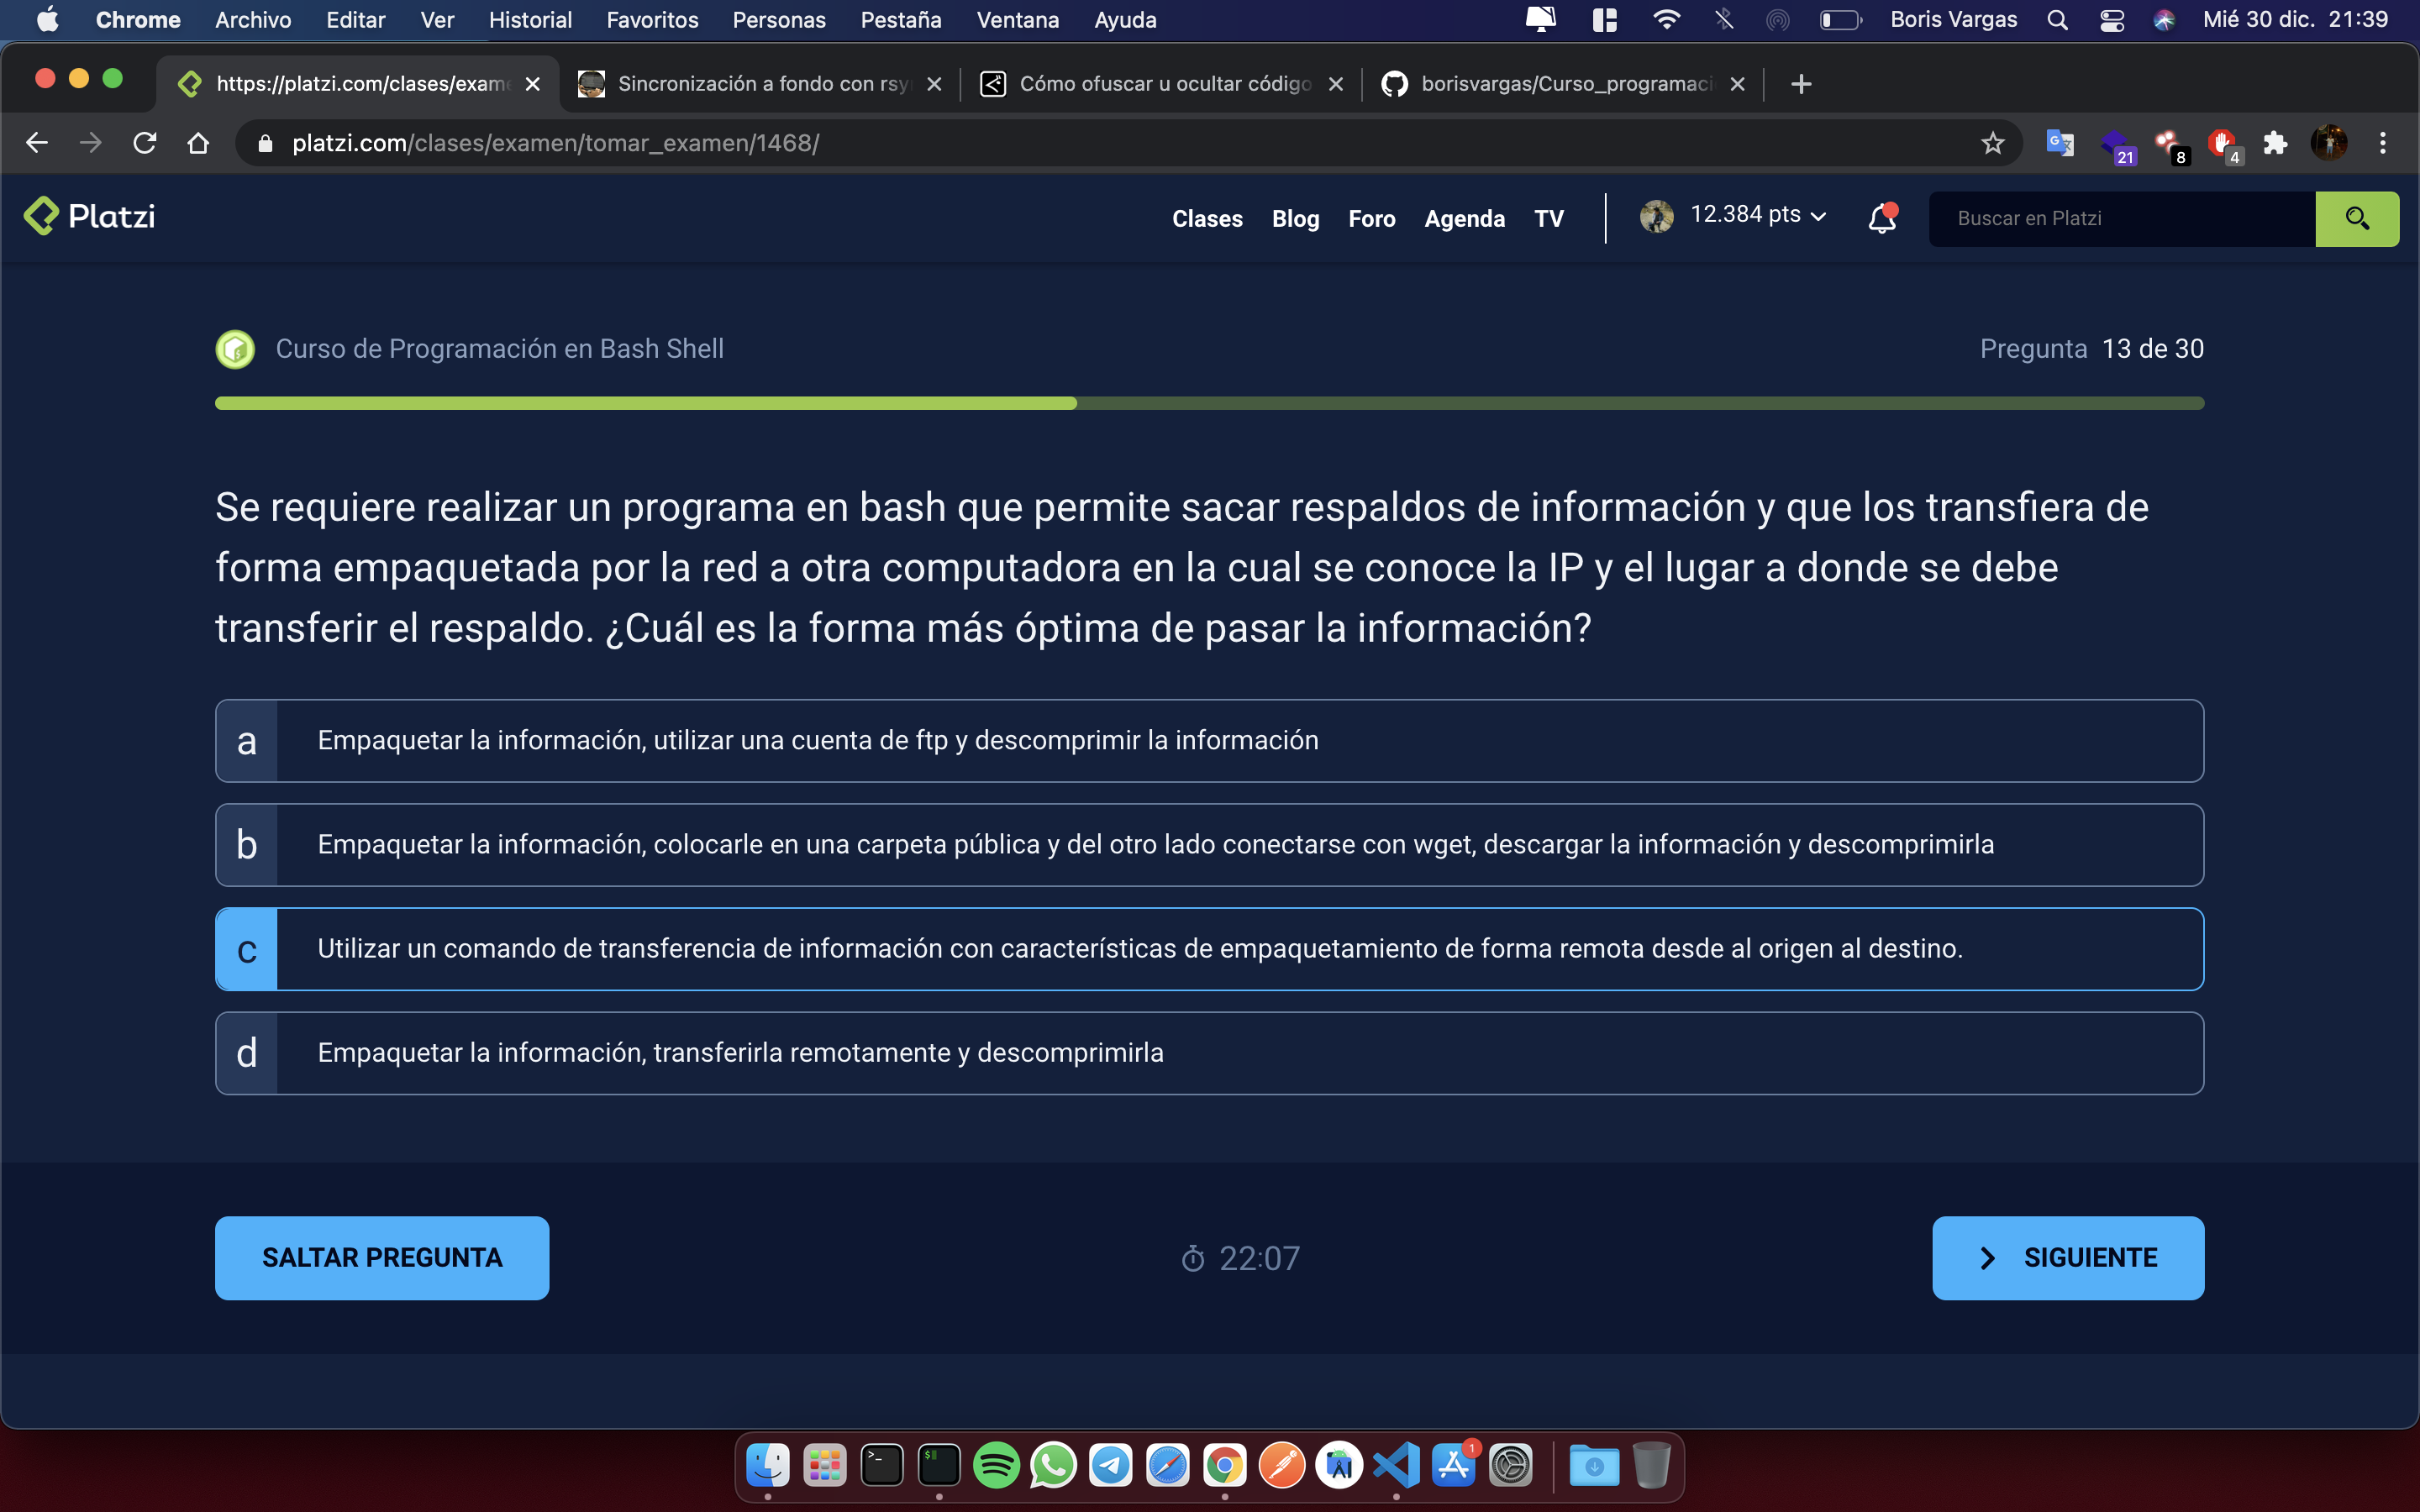 Chrome Archivo Editar Ver Historial Favoritos Personas Pestaña Ventana Ayuda Boris Vargas Mié 30 dic. 21:39
https://platzi.com/clases/exame Sincronización a fondo con rsy Cómo ofuscar u ocultar código borisvargas/Curso_programaci
platzi.com/clases/examen/tomar_examen/1468/ 21 8 4
Platzi Clases Blog Foro Agenda TV 12.384 pts Buscar en Platzi
Curso de Programación en Bash Shell Pregunta 13 de 30
Se requiere realizar un programa en bash que permite sacar respaldos de información y que los transfiera de
forma empaquetada por la red a otra computadora en la cual se conoce la IP y el lugar a donde se debe
transferir el respaldo. ¿Cuál es la forma más óptima de pasar la información?
a Empaquetar la información, utilizar una cuenta de ftp y descomprimir la información
b Empaquetar la información, colocarle en una carpeta pública y del otro lado conectarse con wget, descargar la información y descomprimirla
c Utilizar un comando de transferencia de información con características de empaquetamiento de forma remota desde al origen al destino.
d Empaquetar la información, transferirla remotamente y descomprimirla
SALTAR PREGUNTA 22:07 SIGUIENTE
1